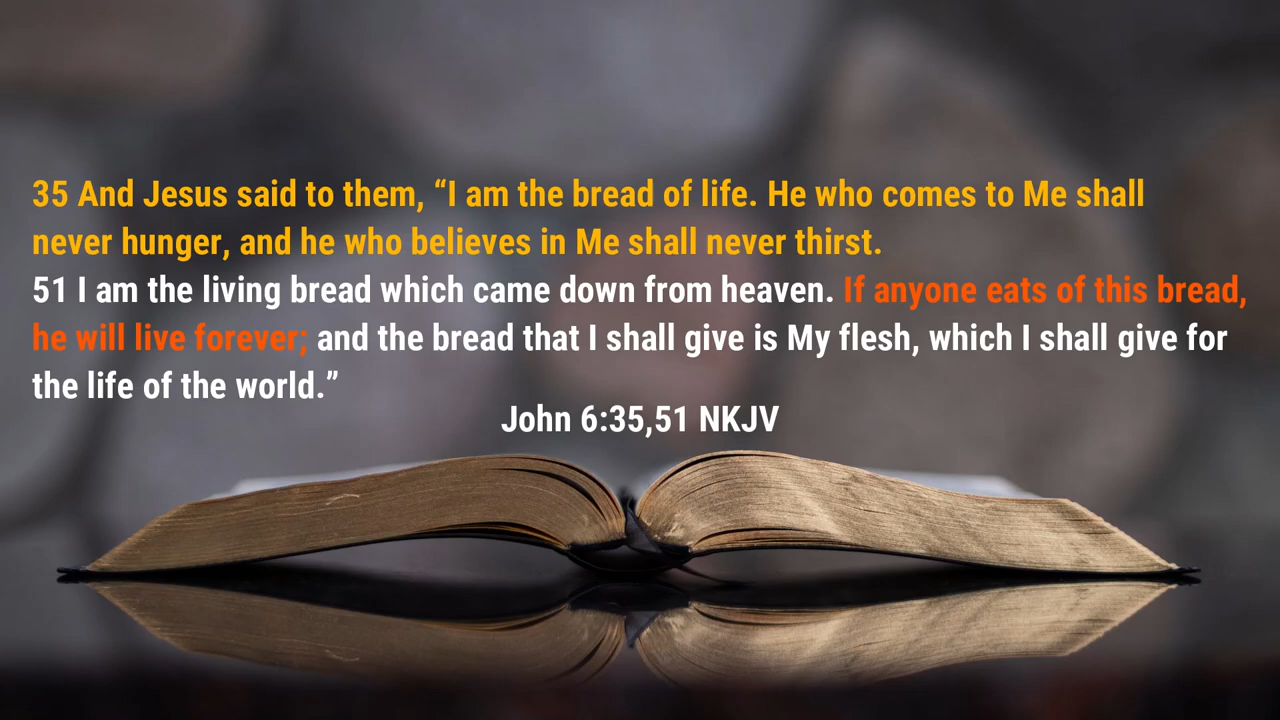 35 And Jesus said to them, “I am the bread of life. He who comes to Me shall
never hunger, and he who believes in Me shall never thirst.
51 I am the living bread which came down from heaven. If anyone eats of this bread,
he will live forever; and the bread that I shall give is My flesh, which I shall give for
the life of the world.”
John 6:35,51 NKJV